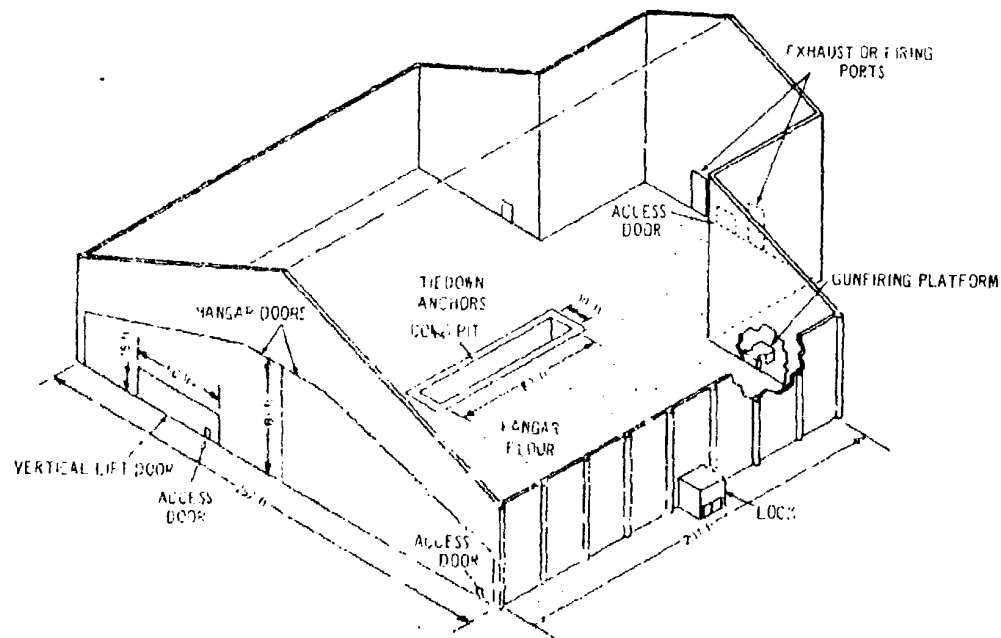 EXHAUST OR FIRING
PORTS
ACCESS
DOOR
GUNFIRING PLATFORM
TIEDOWN
ANCHORS
PIT
HANGAR DOORS
HANGAR
FLOOR
VERTICAL LIFT DOOR
ACCESS
DOOR
ACCESS
DOOR
LOCK